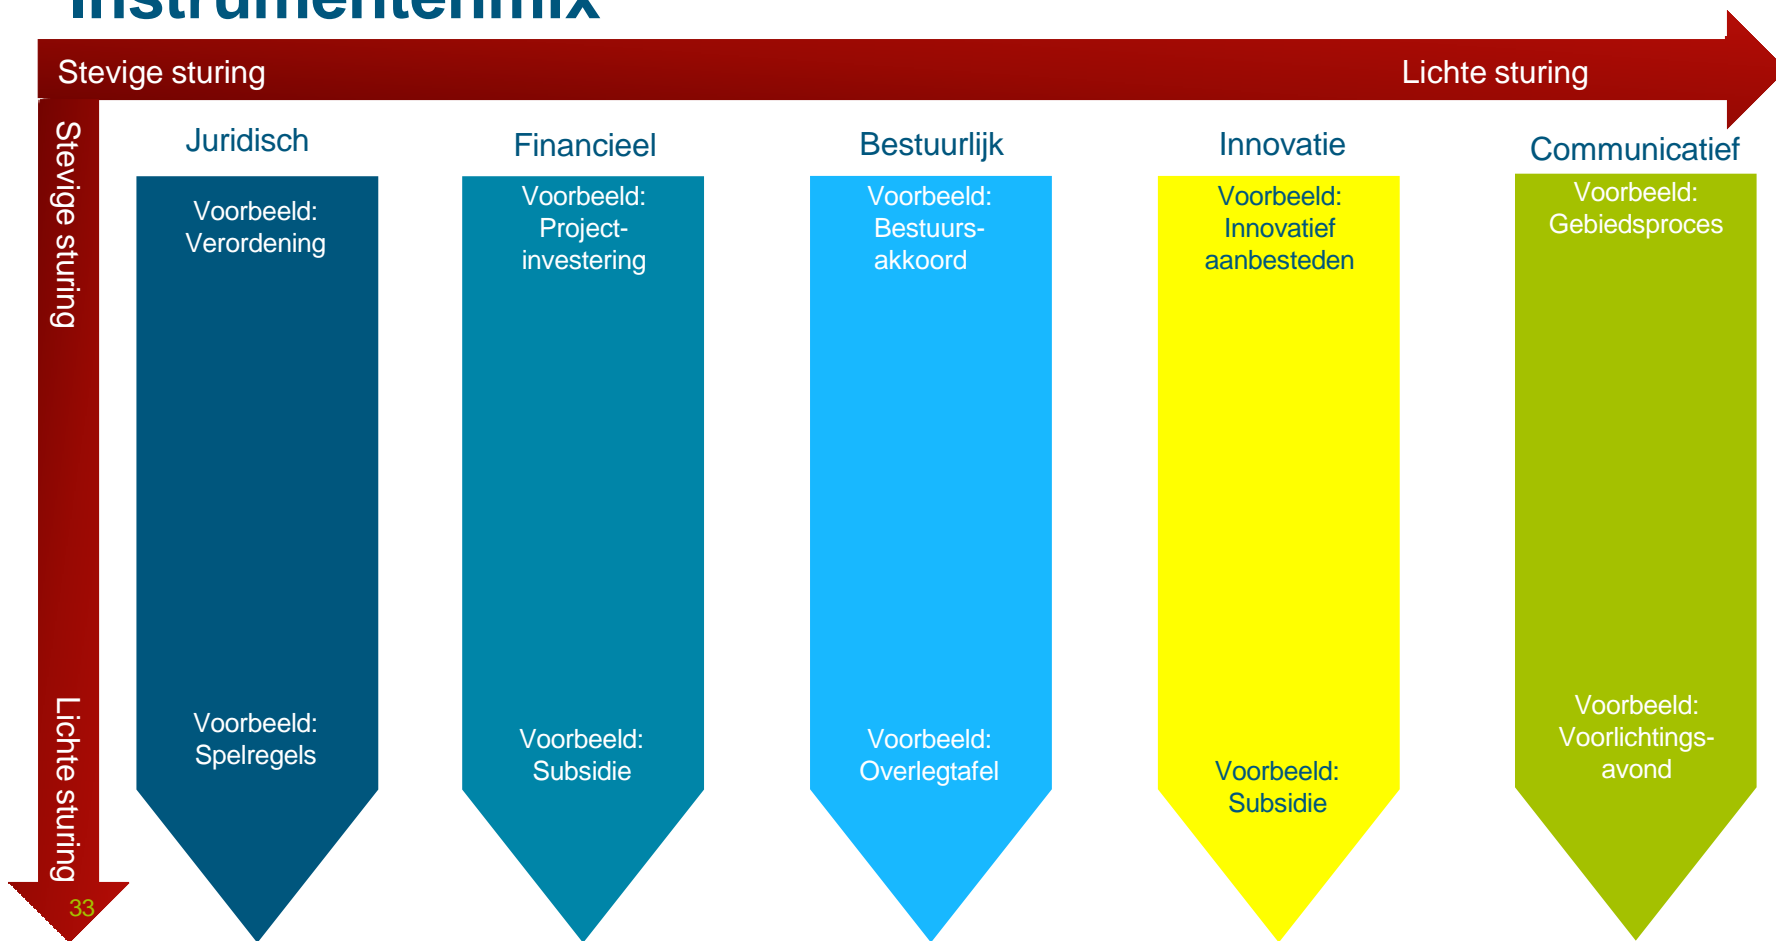 Instrumentenmix
Stevige sturing
Lichte sturing
Stevige sturing
Lichte sturing
Juridisch
Voorbeeld:
Verordening
Voorbeeld:
Spelregels
Financieel
Voorbeeld:
Project-
investering
Voorbeeld:
Subsidie
Bestuurlijk
Voorbeeld:
Bestuurs-
akkoord
Voorbeeld:
Overlegtafel
Innovatie
Voorbeeld:
Innovatief
aanbesteden
Voorbeeld:
Subsidie
Communicatief
Voorbeeld:
Gebiedsproces
Voorbeeld:
Voorlichtings-
avond
33